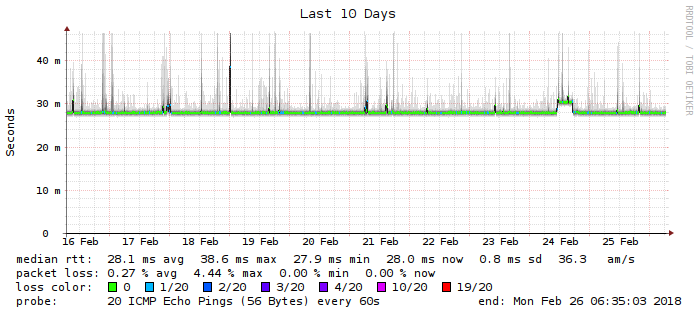 Last 10 Days
RRDTOOL / TOBI OETIKER
Seconds
40 m
30 m
20 m
10 m
0
16 Feb 17 Feb 18 Feb 19 Feb 20 Feb 21 Feb 22 Feb 23 Feb 24 Feb 25 Feb
median rtt: 28.1 ms avg 38.6 ms max 27.9 ms min 28.0 ms now 0.8 ms sd 36.3 am/s
packet loss: 0.27 % avg 4.44 % max 0.00 % min 0.00 % now
loss color: 0 1/20 2/20 3/20 4/20 10/20 19/20
probe: 20 ICMP Echo Pings (56 Bytes) every 60s end: Mon Feb 26 06:35:03 2018